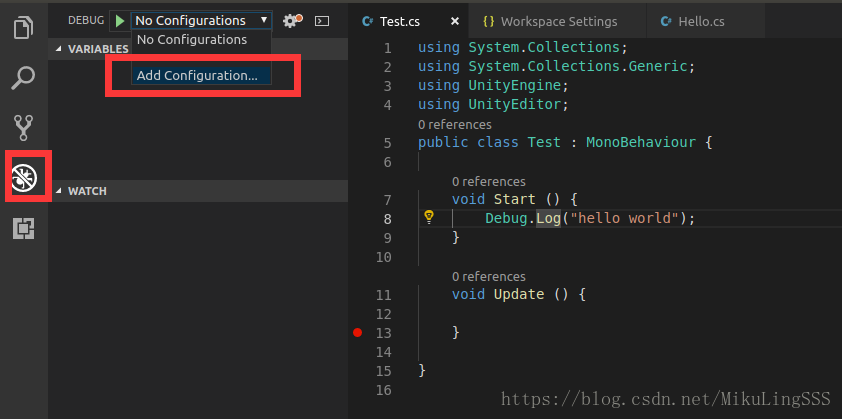 DEBUG No Configurations
No Configurations
Add Configuration...
VARIABLES
WATCH
Test.cs × {} Workspace Settings Hello.cs
1 using System.Collections;
2 using System.Collections.Generic;
3 using UnityEngine;
4 using UnityEditor;
0 references
5 public class Test : MonoBehaviour {
6
0 references
7 void Start () {
8 Debug.Log("hello world");
9 }
10
0 references
11 void Update () {
12
13 }
14
15 }
16
https://blog.csdn.net/MikuLingSSS